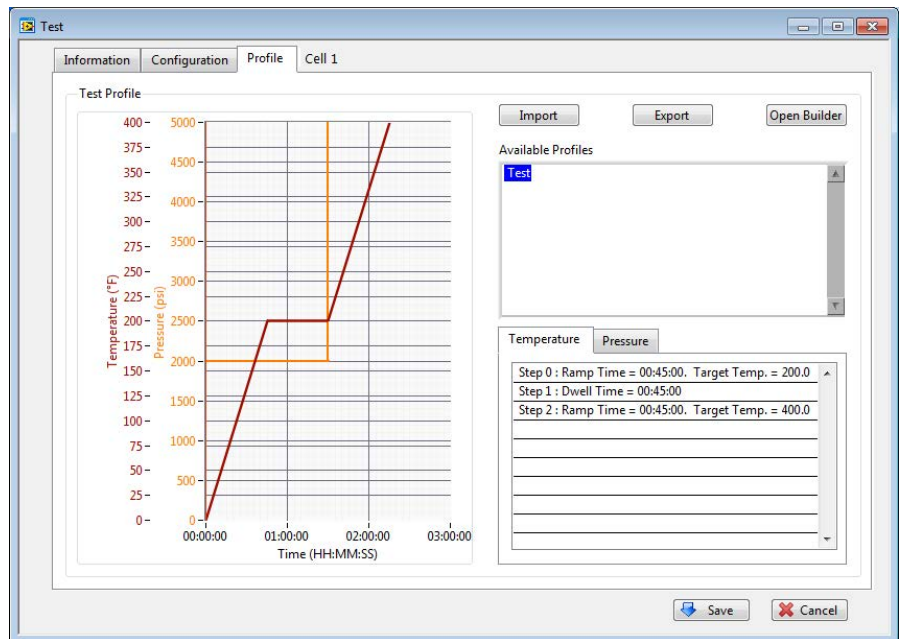 Test
Information Configuration Profile Cell 1
Test Profile
Import Export Open Builder
Available Profiles
Test
Temperature (°F)
400
375
350
325
300
275
250
225
200
175
150
125
100
75
50
25
0
Pressure (psi)
5000
4500
4000
3500
3000
2500
2000
1500
1000
500
0
00:00:00 01:00:00 02:00:00 03:00:00
Time (HH:MM:SS)
Temperature Pressure
Step 0 : Ramp Time = 00:45:00. Target Temp. = 200.0
Step 1 : Dwell Time = 00:45:00
Step 2 : Ramp Time = 00:45:00. Target Temp. = 400.0
Save Cancel